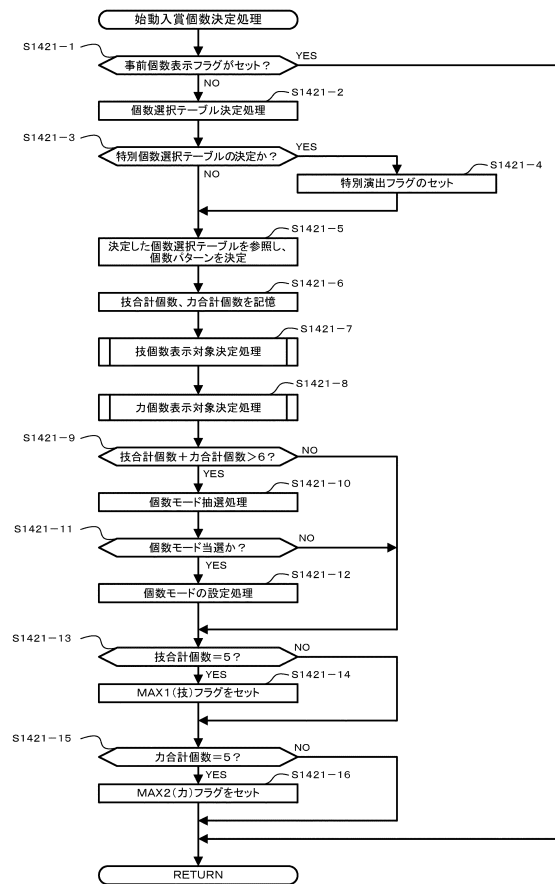 始動入賞個数決定処理
S1421-1
事前個数表示フラグがセット?
YES
NO
S1421-2
個数選択テーブル決定処理
S1421-3
特別個数選択テーブルの決定か?
YES
NO
S1421-4
特別演出フラグのセット
S1421-5
決定した個数選択テーブルを参照し、
個数パターンを決定
S1421-6
技合計個数、力合計個数を記憶
S1421-7
技個数表示対象決定処理
S1421-8
力個数表示対象決定処理
S1421-9
技合計個数+力合計個数>6?
NO
YES
S1421-10
個数モード抽選処理
S1421-11
個数モード当選か?
NO
YES
S1421-12
個数モードの設定処理
S1421-13
技合計個数=5?
NO
YES
S1421-14
MAX1(技)フラグをセット
S1421-15
力合計個数=5?
NO
YES
S1421-16
MAX2(力)フラグをセット
RETURN